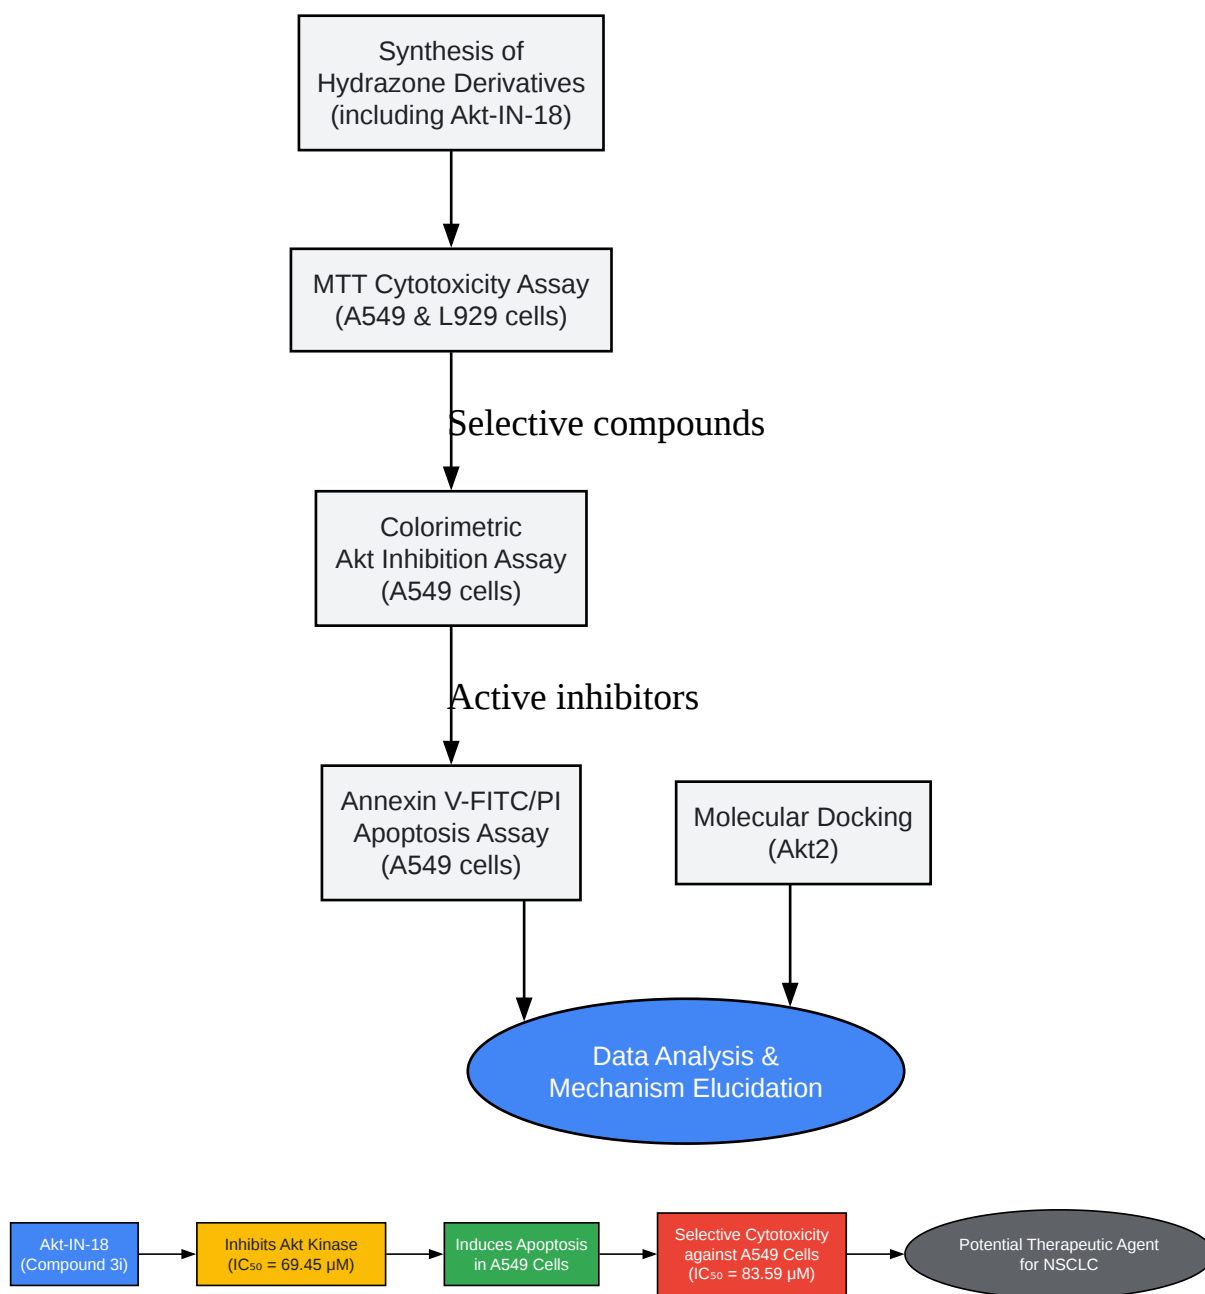 Synthesis of
Hydrazone Derivatives
(including Akt-IN-18)
MTT Cytotoxicity Assay
(A549 & L929 cells)
Selective compounds
Colorimetric
Akt Inhibition Assay
(A549 cells)
Active inhibitors
Annexin V-FITC/PI
Apoptosis Assay
(A549 cells)
Molecular Docking
(Akt2)
Data Analysis &
Mechanism Elucidation
Akt-IN-18
(Compound 3i)
Inhibits Akt Kinase
(IC₅₀ = 69.45 μM)
Induces Apoptosis
in A549 Cells
Selective Cytotoxicity
against A549 Cells
(IC₅₀ = 83.59 μM)
Potential Therapeutic Agent
for NSCLC